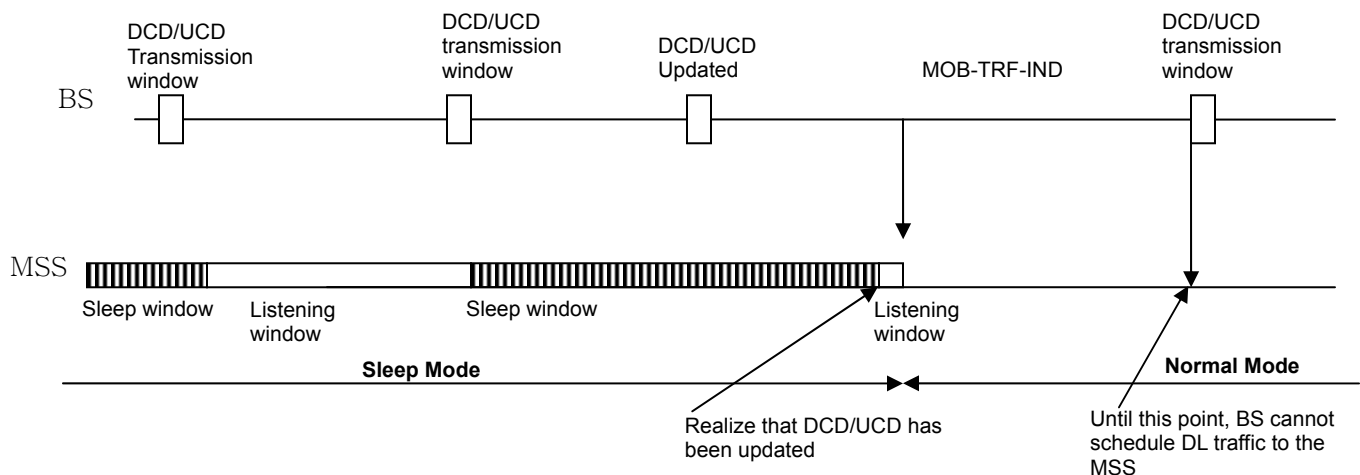 DCD/UCD
Transmission
window
DCD/UCD
transmission
window
DCD/UCD
Updated
MOB-TRF-IND
DCD/UCD
transmission
window
BS
MSS
Sleep window
Listening
window
Sleep window
Listening
window
Sleep Mode
Normal Mode
Realize that DCD/UCD has
been updated
Until this point, BS cannot
schedule DL traffic to the
MSS